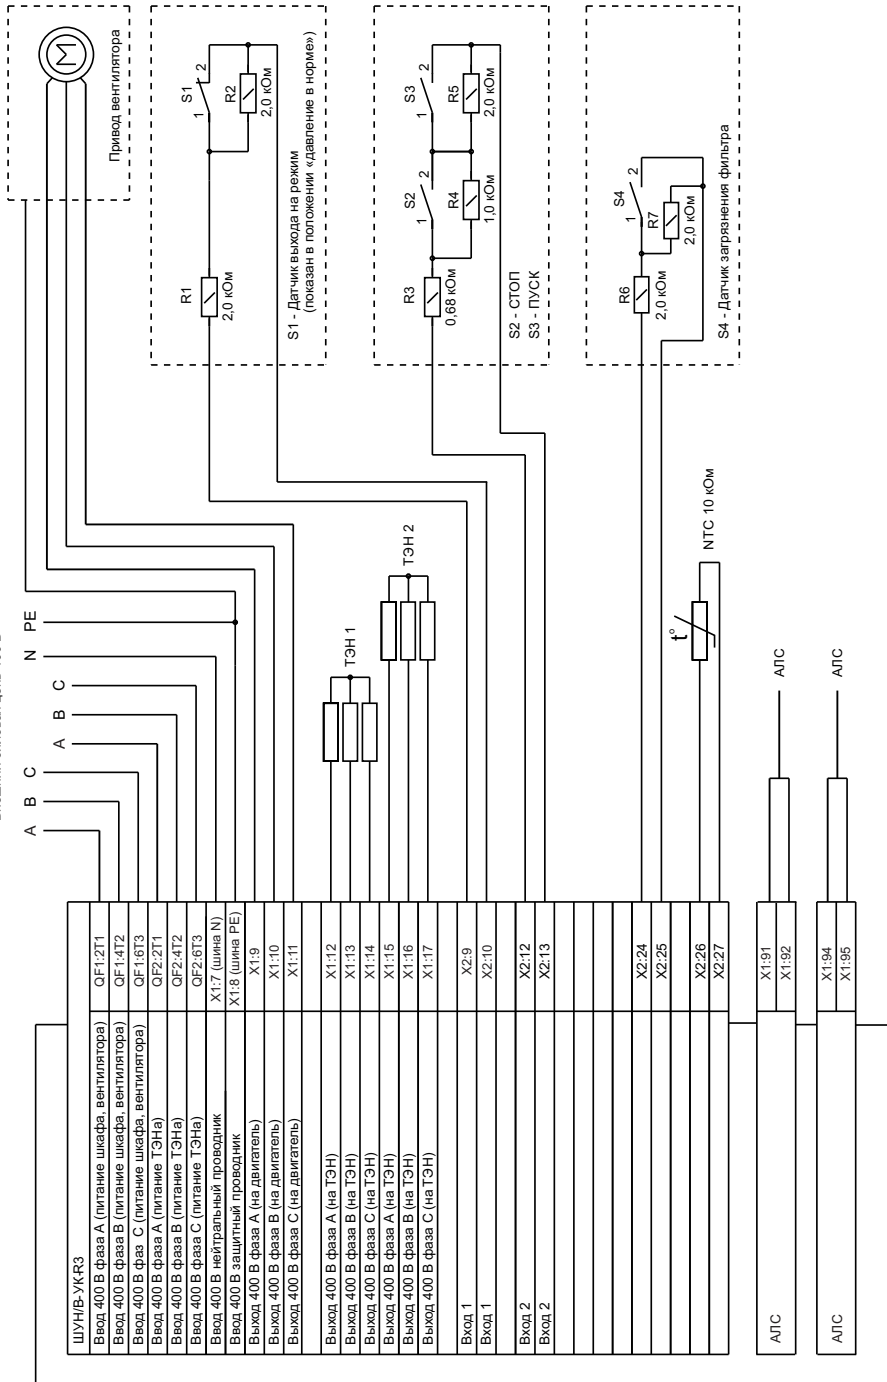 ШУН/В-УК-R3
Ввод 400 В фаза А (питание шкафа, вентилятора) QF1:2T1
Ввод 400 В фаза В (питание шкафа, вентилятора) QF1:4T2
Ввод 400 В фаз С (питание шкафа, вентилятора) QF1:6T3
Ввод 400 В фаза А (питание ТЭНа) QF2:2T1
Ввод 400 В фаза В (питание ТЭНа) QF2:4T2
Ввод 400 В фаза С (питание ТЭНа) QF2:6T3
Ввод 400 В нейтральный проводник X1:7 (шина N)
Ввод 400 В защитный проводник X1:8 (шина PE)
Выход 400 В фаза А (на двигатель) X1:9
Выход 400 В фаза В (на двигатель) X1:10
Выход 400 В фаза С (на двигатель) X1:11
Выход 400 В фаза А (на ТЭН) X1:12
Выход 400 В фаза В (на ТЭН) X1:13
Выход 400 В фаза С (на ТЭН) X1:14
Выход 400 В фаза А (на ТЭН) X1:15
Выход 400 В фаза В (на ТЭН) X1:16
Выход 400 В фаза С (на ТЭН) X1:17
Вход 1 X2:9
Вход 1 X2:10
Вход 2 X2:12
Вход 2 X2:13
X2:24
X2:25
X2:26
X2:27
АЛС
X1:91
X1:92
АЛС
АЛС
X1:94
X1:95
АЛС
A
B
C
A
B
C
N
PE
ТЭН 1
ТЭН 2
t°
NTC 10 кОм
M
Привод вентилятора
R1
2,0 кОм
S1
1
2
R2
2,0 кОм
S1 - Датчик выхода на режим
(показан в положении «давление в норме»)
R3
0,68 кОм
S2
1
2
R4
1,0 кОм
S3
1
2
R5
2,0 кОм
S2 - СТОП
S3 - ПУСК
R6
2,0 кОм
S4
1
2
R7
2,0 кОм
S4 - Датчик загрязнения фильтра